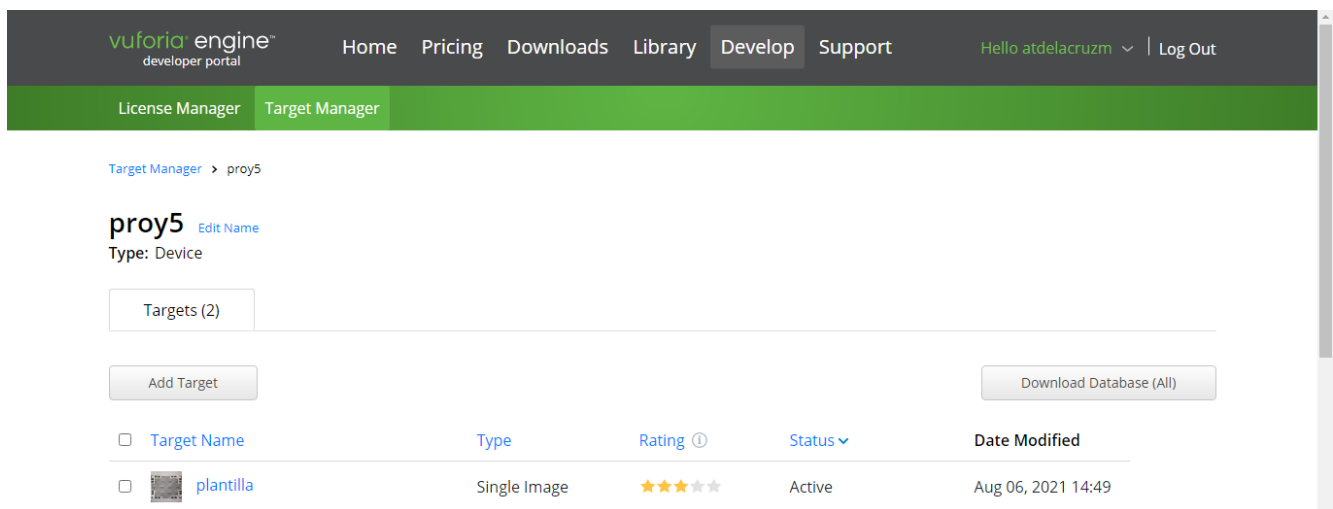 vuforia® engine™
developer portal
Home Pricing Downloads Library Develop Support
Hello atdelacruzm | Log Out
License Manager Target Manager
Target Manager > proy5
proy5 Edit Name
Type: Device
Targets (2)
Add Target
Download Database (All)
Target Name Type Rating ⓘ Status Date Modified
plantilla Single Image ★★★★★ Active Aug 06, 2021 14:49